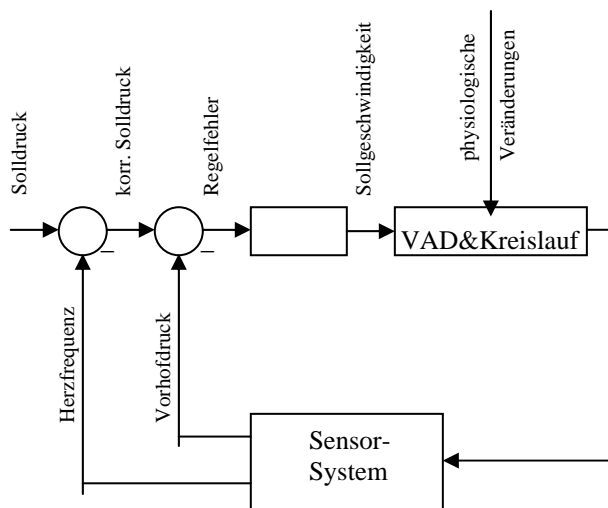 Solldruck
korr. Solldruck
Regelfehler
Sollgeschwindigkeit
physiologische
Veränderungen
–
–
VAD&Kreislauf
Herzfrequenz
Vorhofdruck
Sensor-
System